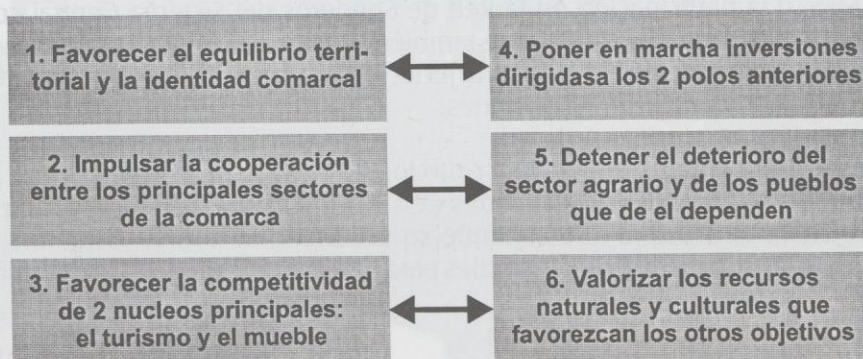 1. Favorecer el equilibrio terri-
torial y la identidad comarcal
4. Poner en marcha inversiones
dirigidasa los 2 polos anteriores
2. Impulsar la cooperación
entre los principales sectores
de la comarca
5. Detener el deterioro del
sector agrario y de los pueblos
que de el dependen
3. Favorecer la competitividad
de 2 nucleos principales:
el turismo y el mueble
6. Valorizar los recursos
naturales y culturales que
favorezcan los otros objetivos